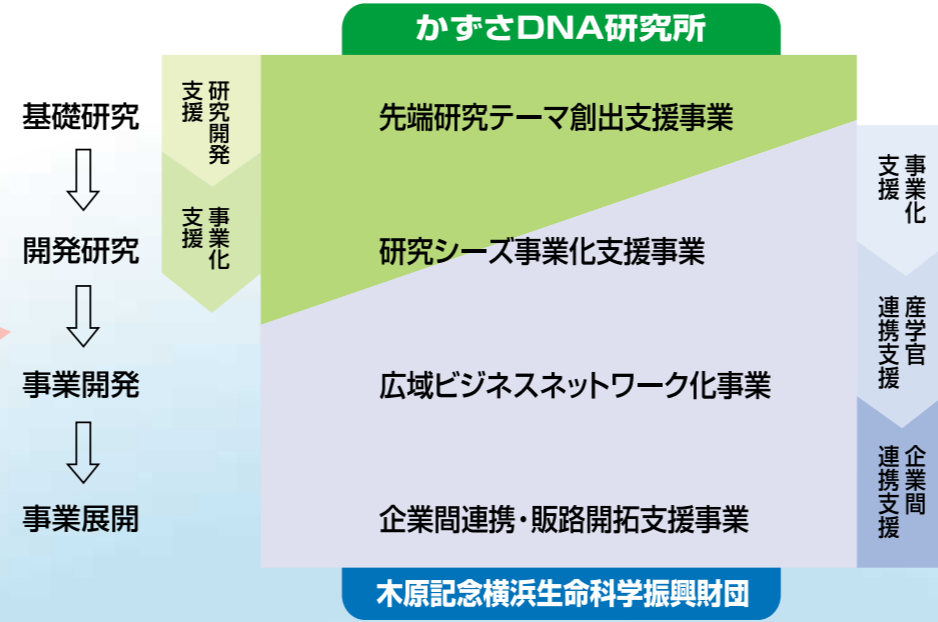 かずさDNA研究所
基礎研究
研究開発
支援
先端研究テーマ創出支援事業
事業化
支援
開発研究
事業化
支援
研究シーズ事業化支援事業
産学官
連携支援
事業開発
広域ビジネスネットワーク化事業
企業間
連携支援
事業展開
企業間連携・販路開拓支援事業
木原記念横浜生命科学振興財団